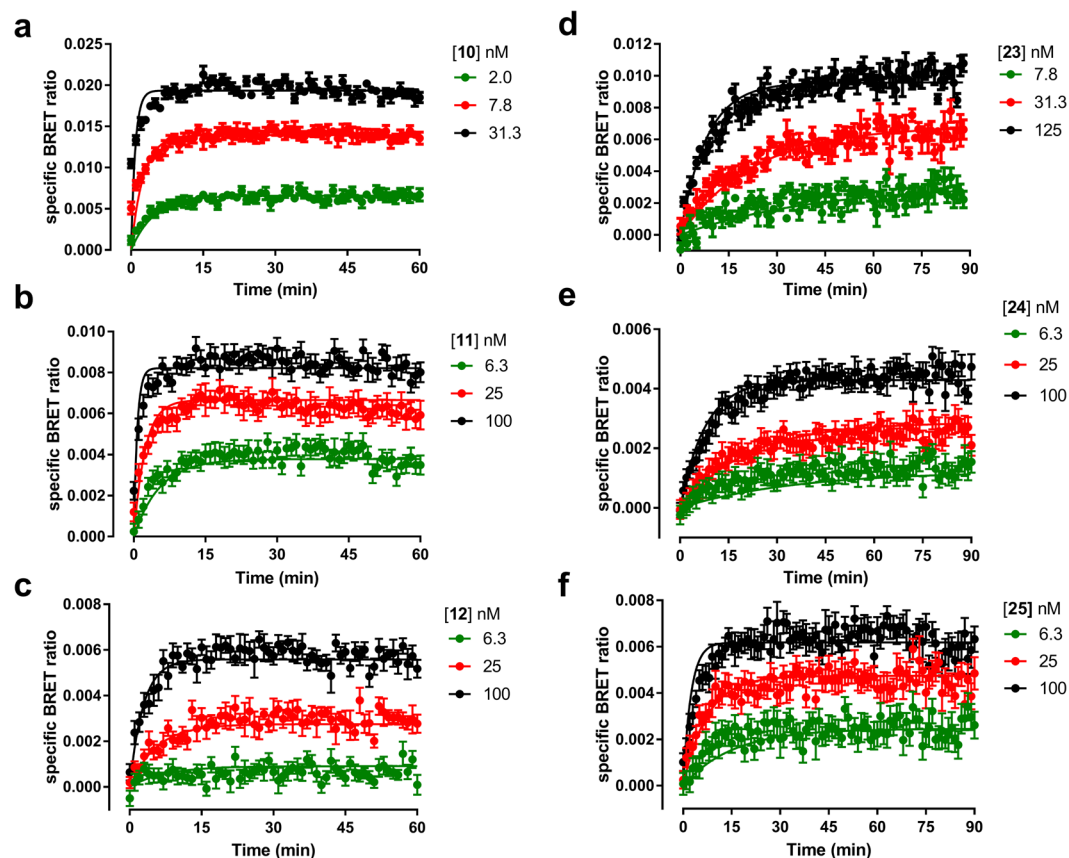 a
[10] nM
2.0
7.8
31.3
specific BRET ratio
0.025
0.020
0.015
0.010
0.005
0.000
0 15 30 45 60
Time (min)
b
[11] nM
6.3
25
100
specific BRET ratio
0.010
0.008
0.006
0.004
0.002
0.000
0 15 30 45 60
Time (min)
c
[12] nM
6.3
25
100
specific BRET ratio
0.008
0.006
0.004
0.002
0.000
0 15 30 45 60
Time (min)
d
[23] nM
7.8
31.3
125
specific BRET ratio
0.012
0.010
0.008
0.006
0.004
0.002
0.000
0 15 30 45 60 75 90
Time (min)
e
[24] nM
6.3
25
100
specific BRET ratio
0.006
0.004
0.002
0.000
0 15 30 45 60 75 90
Time (min)
f
[25] nM
6.3
25
100
specific BRET ratio
0.008
0.006
0.004
0.002
0.000
0 15 30 45 60 75 90
Time (min)